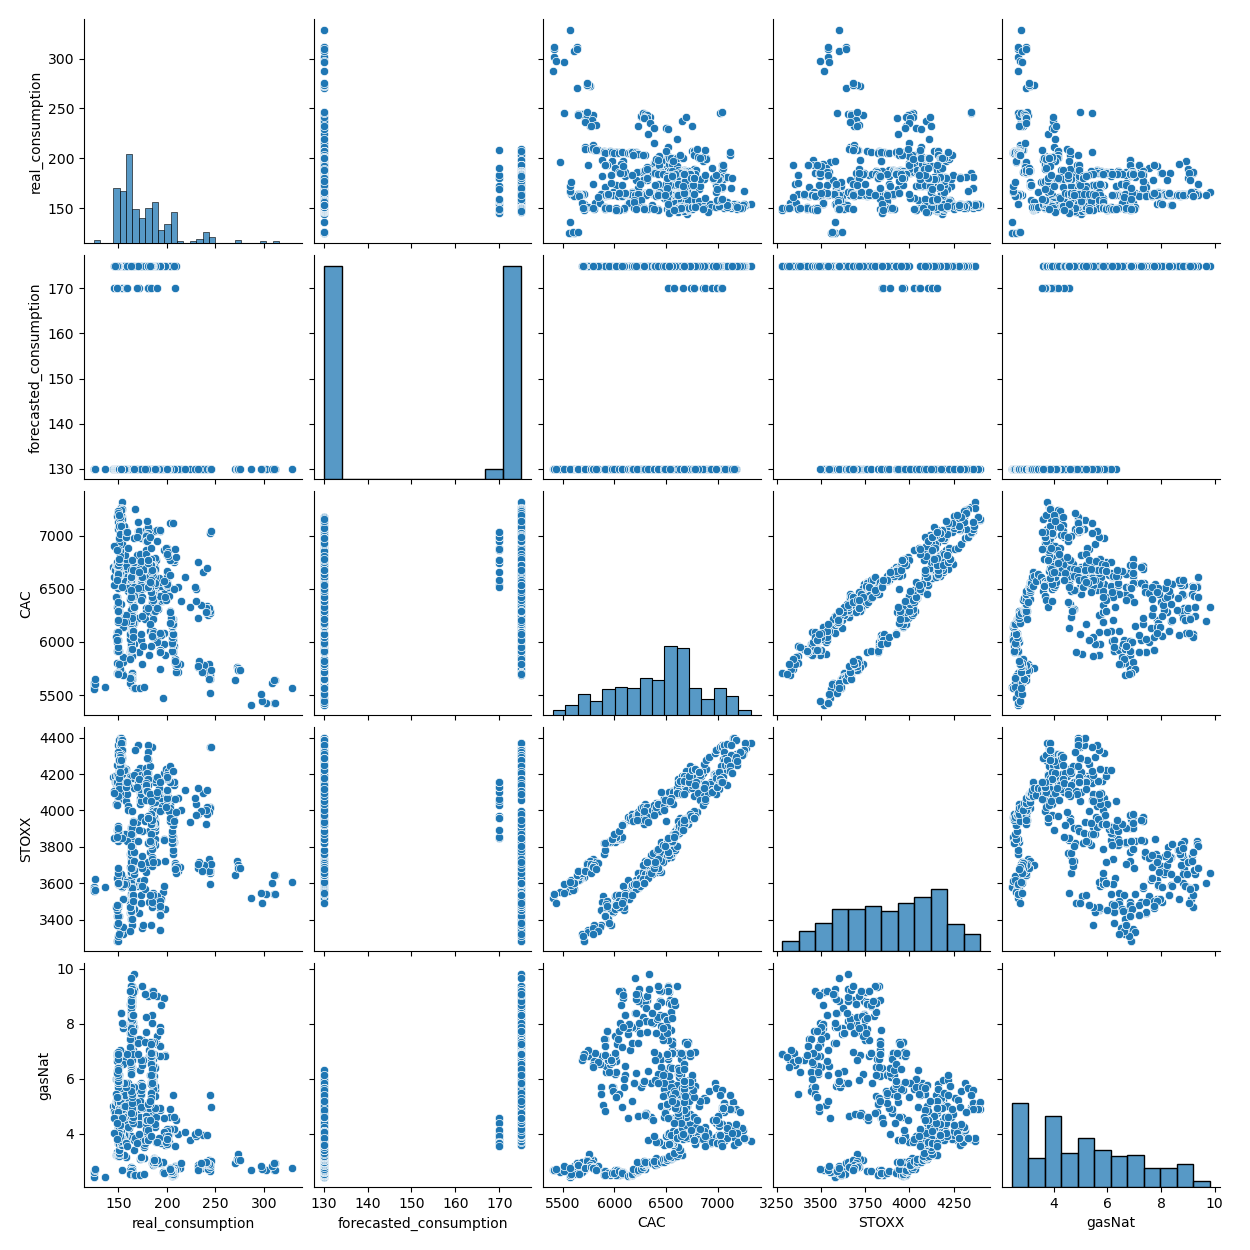 real_consumption
300
250
200
150
forecasted_consumption
170
160
150
140
130
CAC
7000
6500
6000
5500
STOXX
4400
4200
4000
3800
3600
3400
gasNat
10
8
6
4
150 200 250 300
130 140 150 160 170
5500 6000 6500 7000
3250 3500 3750 4000 4250
4 6 8 10
real_consumption forecasted_consumption CAC STOXX gasNat